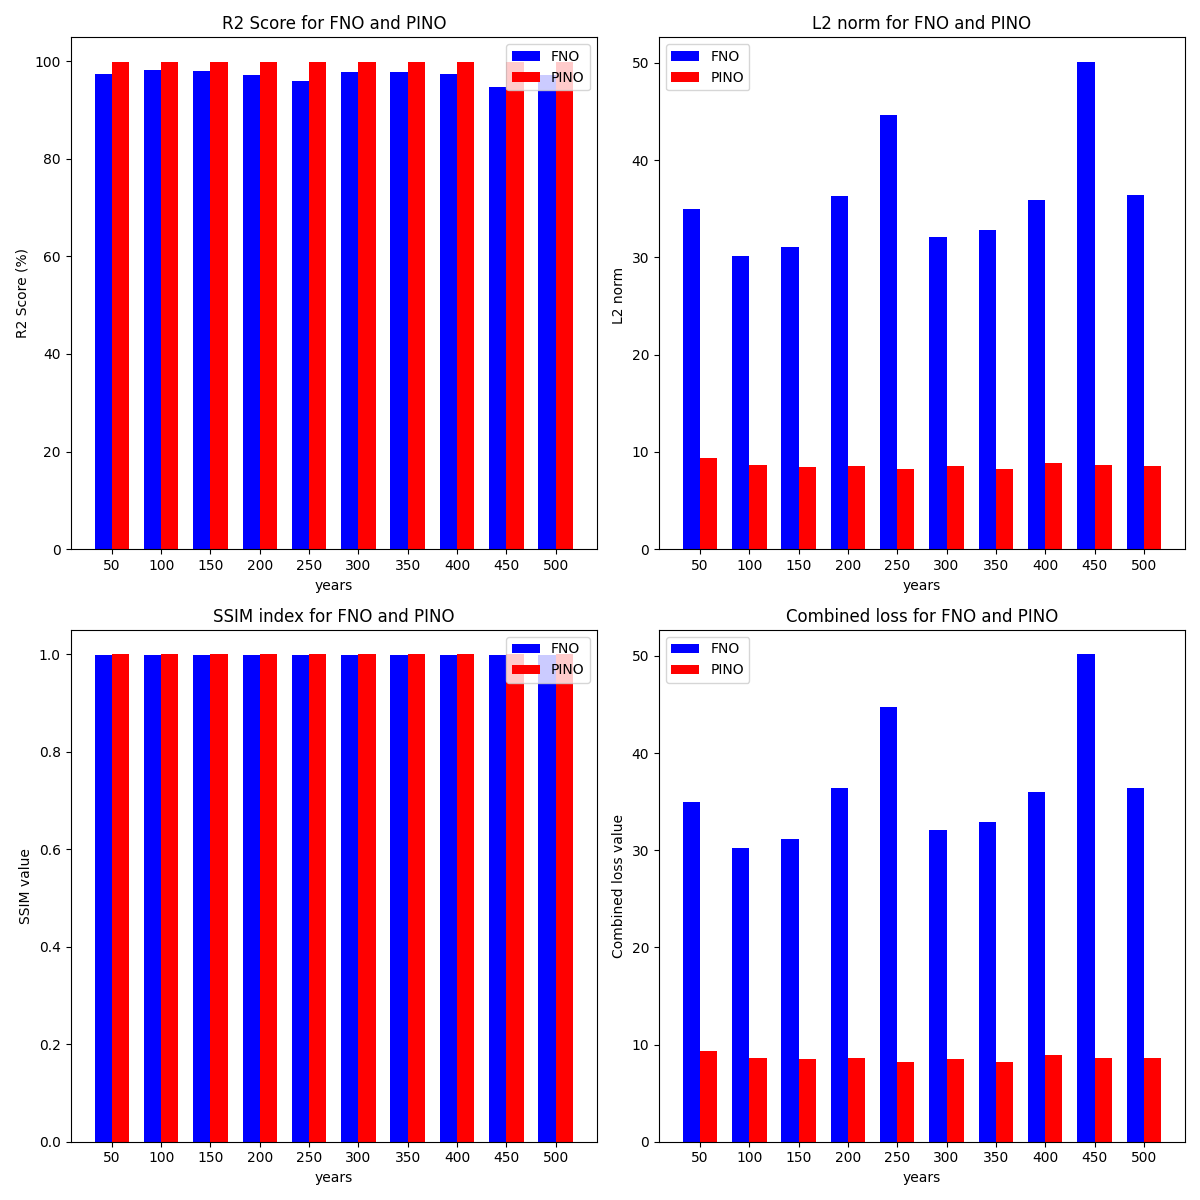 R2 Score for FNO and PINO
FNO
PINO
100
80
60
40
20
0
R2 Score (%)
50 100 150 200 250 300 350 400 450 500
years
L2 norm for FNO and PINO
FNO
PINO
50
40
30
20
10
0
L2 norm
50 100 150 200 250 300 350 400 450 500
years
SSIM index for FNO and PINO
FNO
PINO
1.0
0.8
0.6
0.4
0.2
0.0
SSIM value
50 100 150 200 250 300 350 400 450 500
years
Combined loss for FNO and PINO
FNO
PINO
50
40
30
20
10
0
Combined loss value
50 100 150 200 250 300 350 400 450 500
years